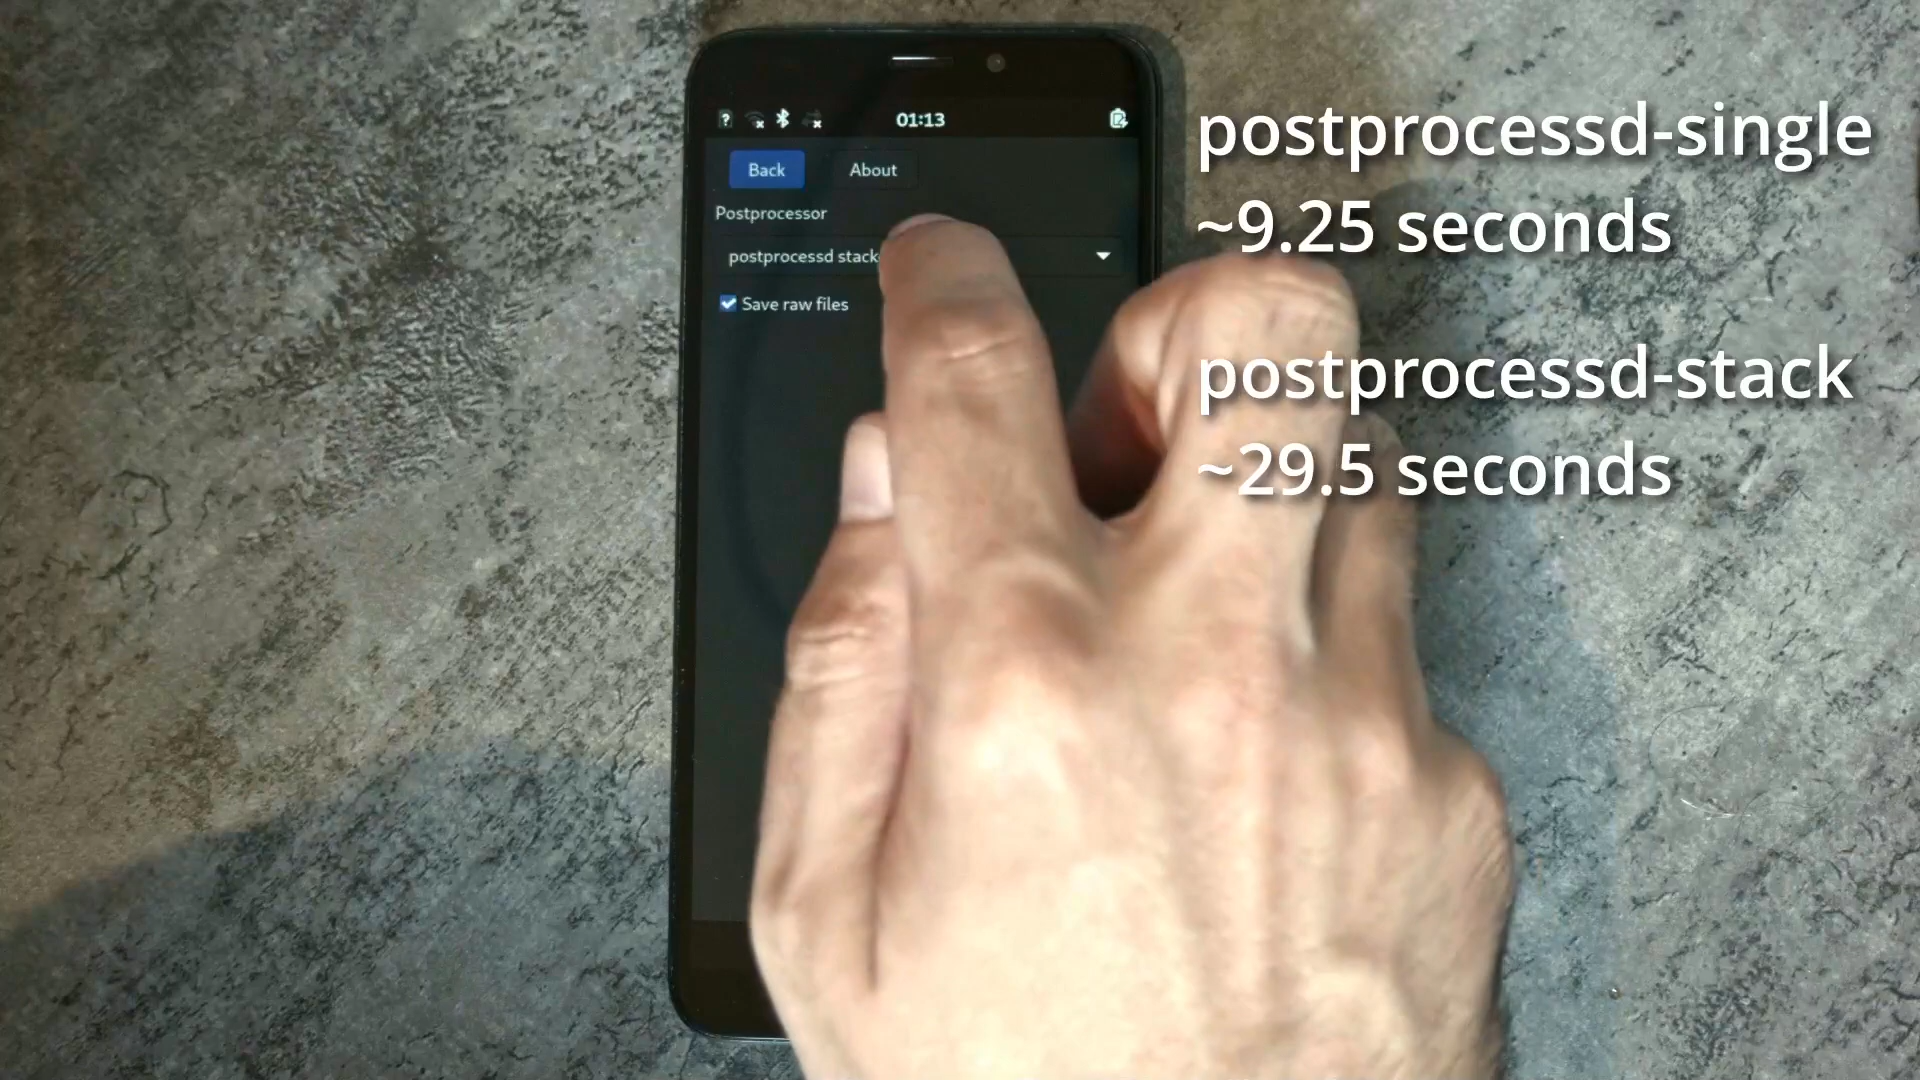 01:13
Back About
Postprocessor
postprocessd stack
Save raw files
postprocessd-single
~9.25 seconds
postprocessd-stack
~29.5 seconds